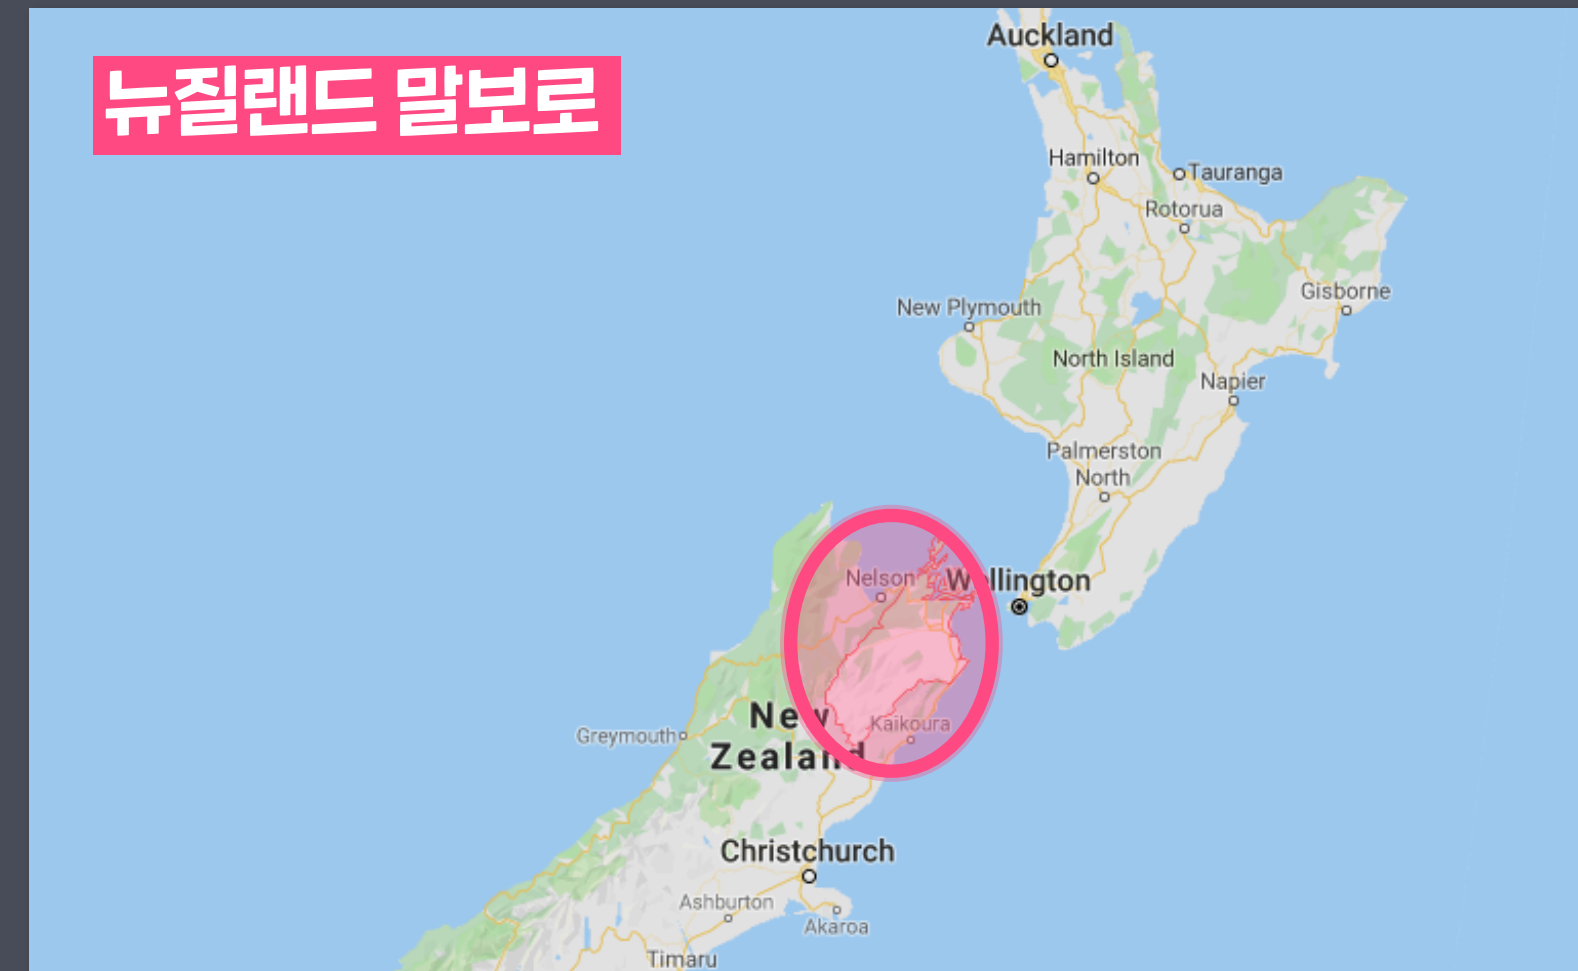 뉴질랜드 말보로
Auckland
Hamilton
Tauranga
Rotorua
Gisborne
New Plymouth
North Island
Napier
Palmerston
North
Nelson
Wellington
New
Zealand
Kaikoura
Greymouth
Christchurch
Ashburton
Akaroa
Timaru